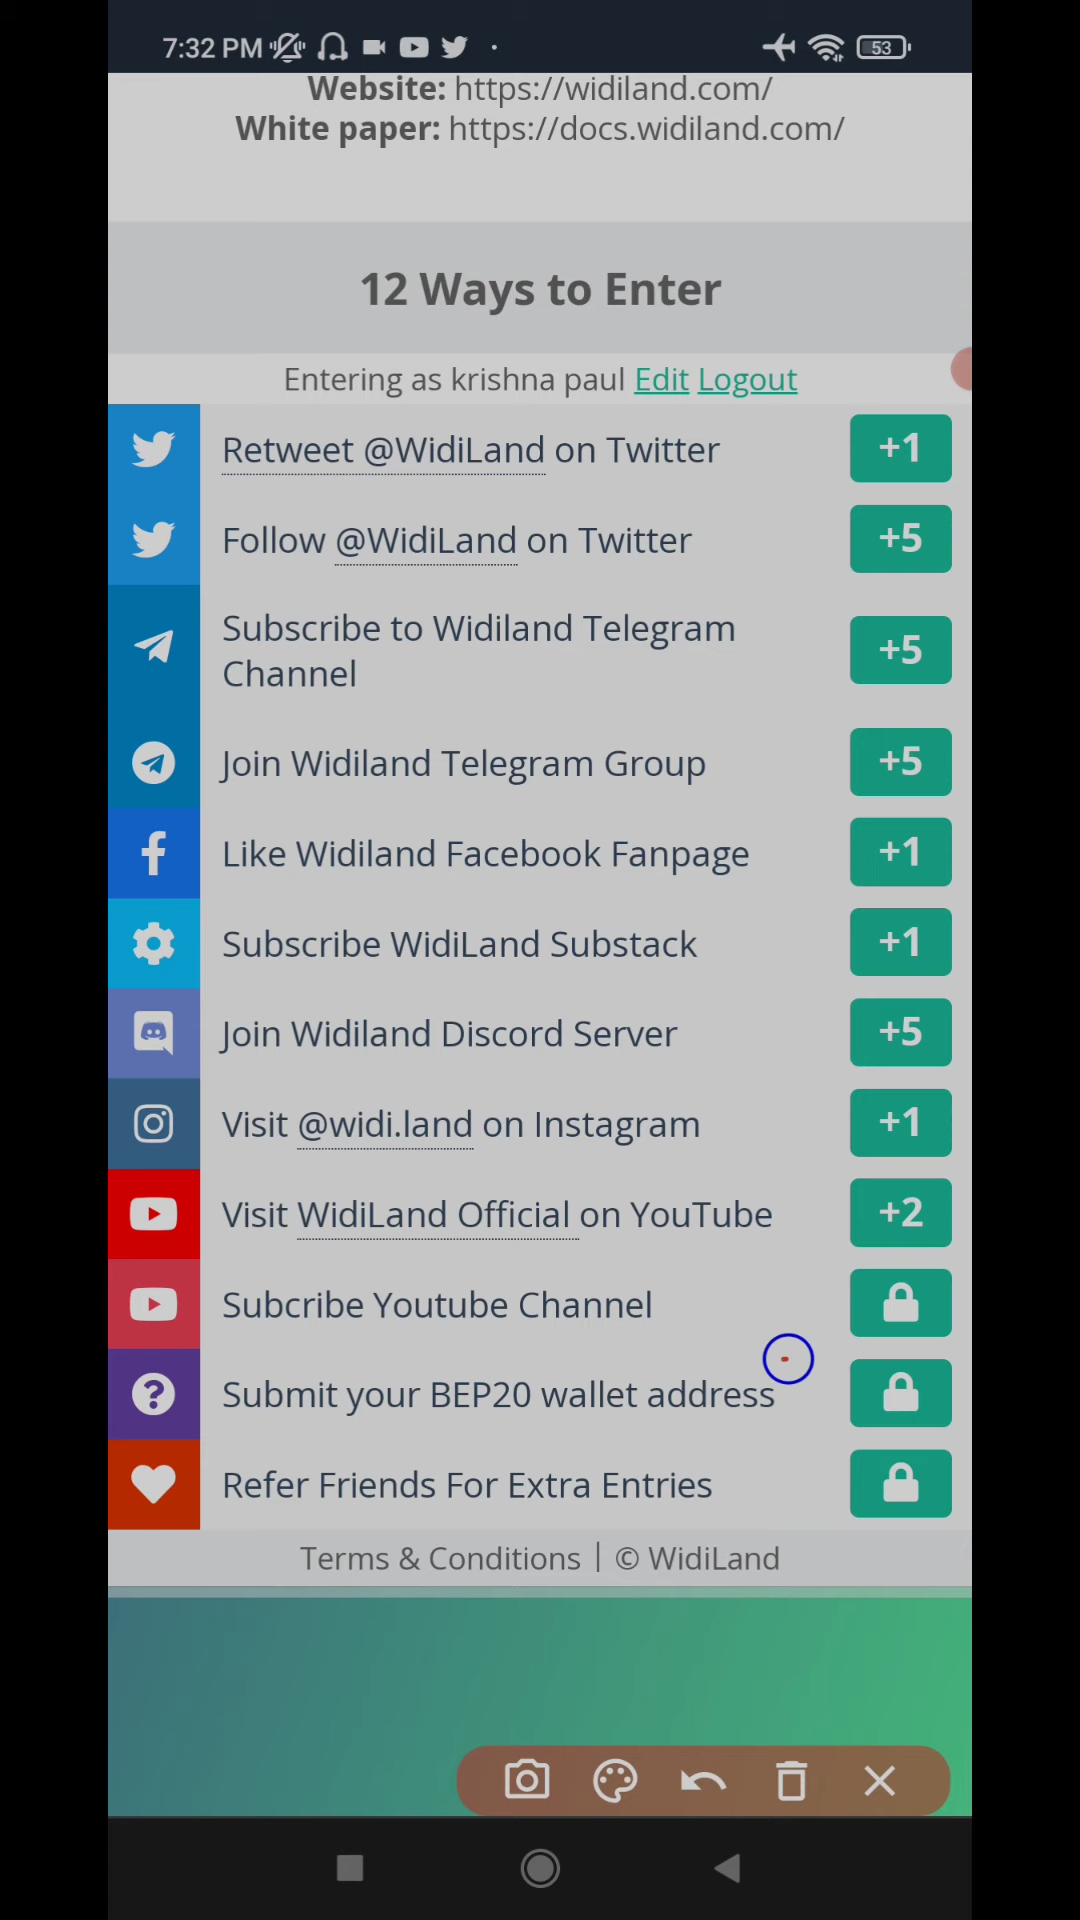 7:32 PM
53
Website: https://widiland.com/
White paper: https://docs.widiland.com/
12 Ways to Enter
Entering as krishna paul Edit Logout
Retweet @WidiLand on Twitter +1
Follow @WidiLand on Twitter +5
Subscribe to Widiland Telegram
Channel +5
Join Widiland Telegram Group +5
Like Widiland Facebook Fanpage +1
Subscribe WidiLand Substack +1
Join Widiland Discord Server +5
Visit @widi.land on Instagram +1
Visit WidiLand Official on YouTube +2
Subcribe Youtube Channel
Submit your BEP20 wallet address
Refer Friends For Extra Entries
Terms & Conditions | © WidiLand